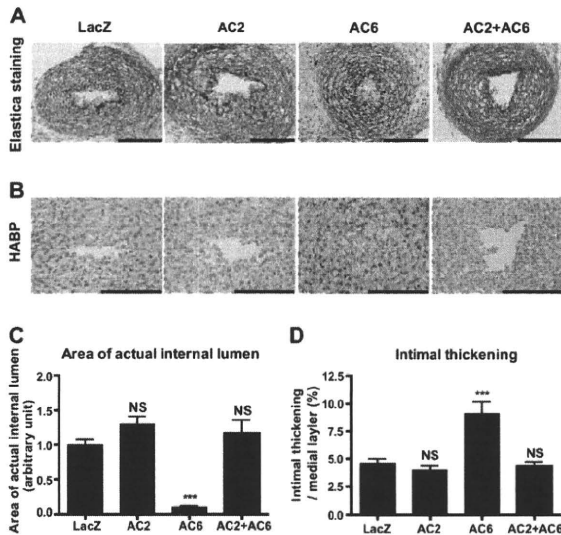 A
LacZ AC2 AC6 AC2+AC6
Elastica staining
B
HABP
C
Area of actual internal lumen
Area of actual internal lumen
(arbitrary unit)
2.0
1.5
1.0
0.5
0.0
NS
***
NS
LacZ AC2 AC6 AC2+AC6
D
Intimal thickening
Intimal thickening
/ medial layler (%)
12.5
10.0
7.5
5.0
2.5
0.0
NS
***
NS
LacZ AC2 AC6 AC2+AC6